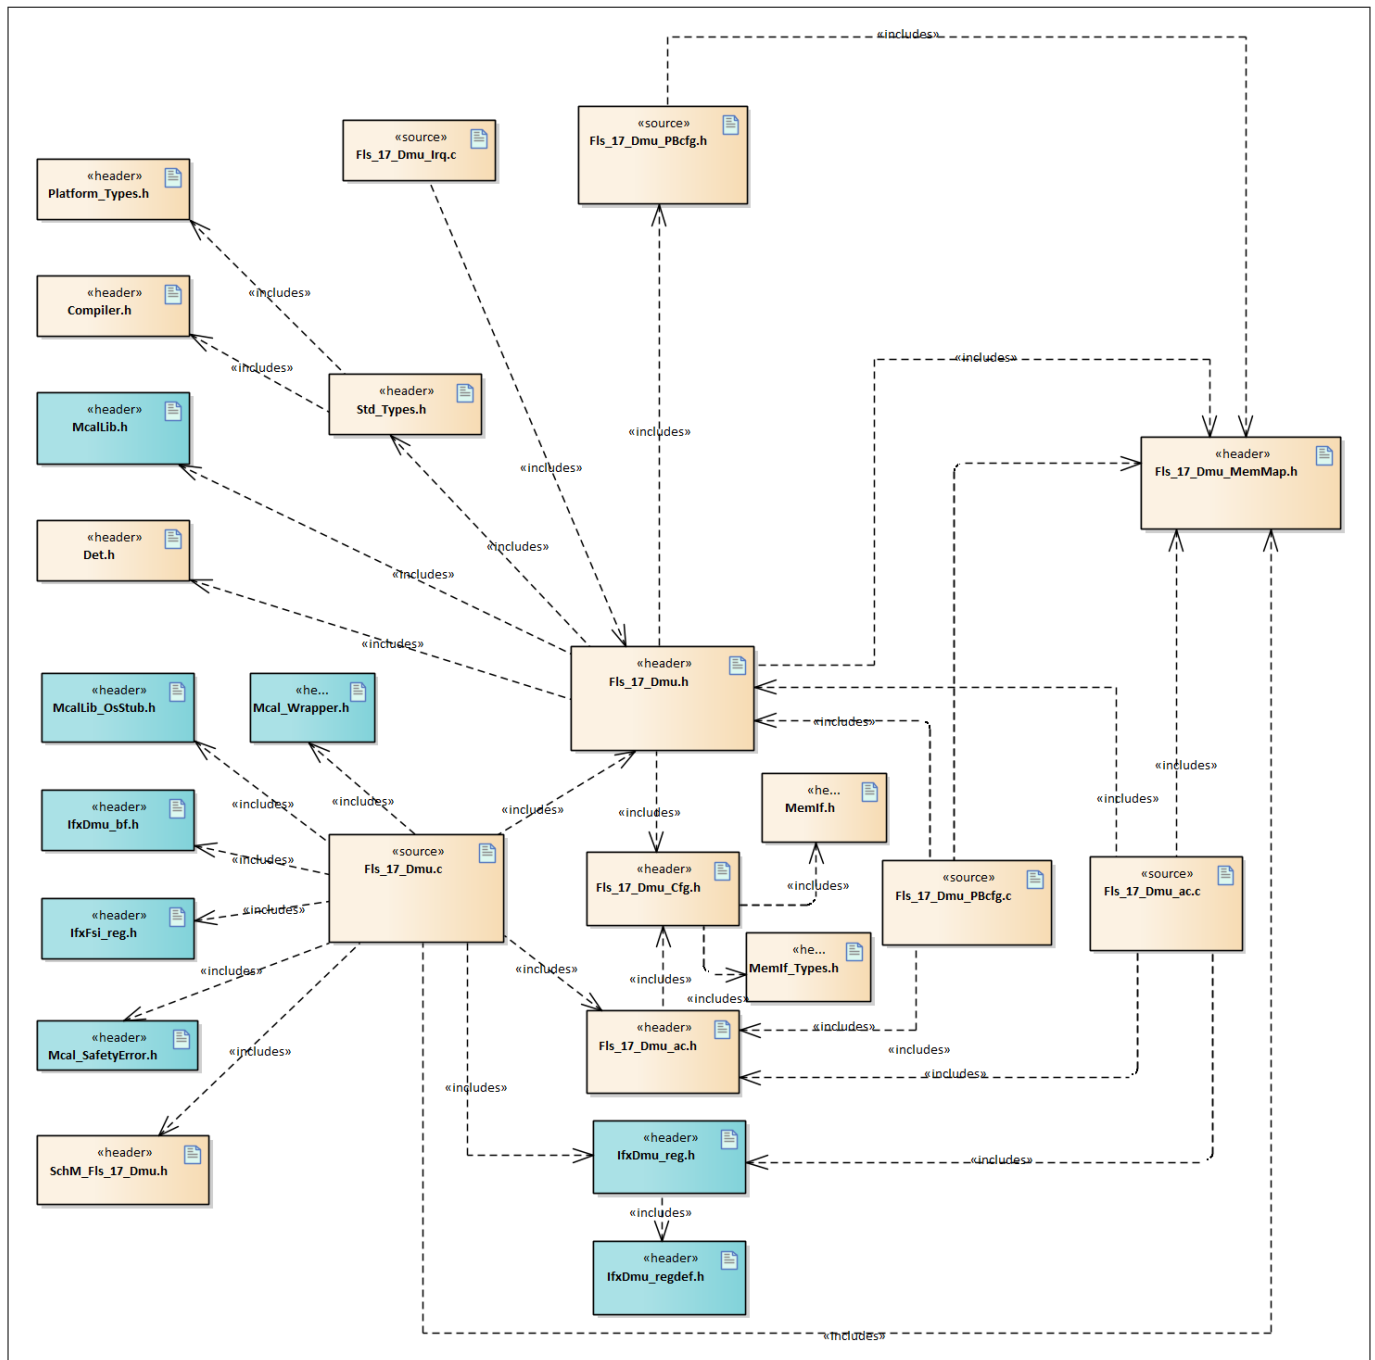 «includes»
«source»
Fls_17_Dmu_PBcfg.h
«source»
Fls_17_Dmu_Irq.c
«header»
Platform_Types.h
«includes»
«header»
Compiler.h
«includes»
«includes»
«header»
Std_Types.h
«header»
McalLib.h
«includes»
«header»
Fls_17_Dmu_MemMap.h
«includes»
«header»
Det.h
«includes»
«includes»
«includes»
«header»
Fls_17_Dmu.h
«header»
McalLib_OsStub.h
«he...
Mcal_Wrapper.h
«includes»
«includes»
«includes»
«header»
IfxDmu_bf.h
«includes»
«includes»
«includes»
«includes»
«includes»
«he...
MemIf.h
«includes»
«source»
Fls_17_Dmu.c
«includes»
«header»
Fls_17_Dmu_Cfg.h
«includes»
«source»
Fls_17_Dmu_PBcfg.c
«source»
Fls_17_Dmu_ac.c
«header»
IfxFsi_reg.h
«includes»
«he...
MemIf_Types.h
«includes»
«includes»
«includes»
«includes»
«header»
Mcal_SafetyError.h
«includes»
«header»
Fls_17_Dmu_ac.h
«includes»
«includes»
«includes»
«includes»
«header»
SchM_Fls_17_Dmu.h
«header»
IfxDmu_reg.h
«includes»
«includes»
«header»
IfxDmu_regdef.h
«includes»